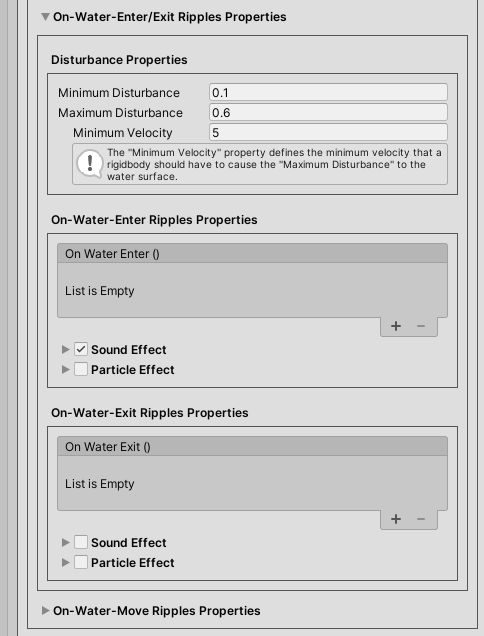 On-Water-Enter/Exit Ripples Properties
Disturbance Properties
Minimum Disturbance 0.1
Maximum Disturbance 0.6
Minimum Velocity 5
The "Minimum Velocity" property defines the minimum velocity that a
rigidbody should have to cause the "Maximum Disturbance" to the
water surface.
On-Water-Enter Ripples Properties
On Water Enter ()
List is Empty
+ −
Sound Effect
Particle Effect
On-Water-Exit Ripples Properties
On Water Exit ()
List is Empty
+ −
Sound Effect
Particle Effect
On-Water-Move Ripples Properties